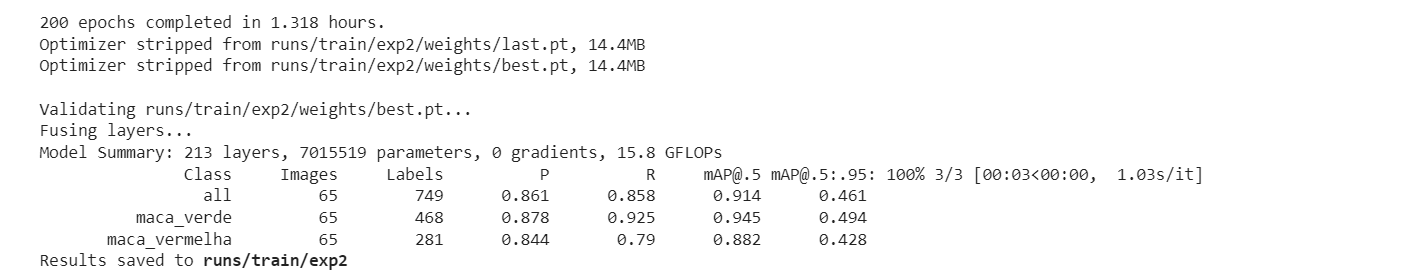 200 epochs completed in 1.318 hours.
Optimizer stripped from runs/train/exp2/weights/last.pt, 14.4MB
Optimizer stripped from runs/train/exp2/weights/best.pt, 14.4MB
Validating runs/train/exp2/weights/best.pt...
Fusing layers...
Model Summary: 213 layers, 7015519 parameters, 0 gradients, 15.8 GFLOPs
Class Images Labels P R mAP@.5 mAP@.5:.95: 100% 3/3 [00:03<00:00, 1.03s/it]
all 65 749 0.861 0.858 0.914 0.461
maca_verde 65 468 0.878 0.925 0.945 0.494
maca_vermelha 65 281 0.844 0.79 0.882 0.428
Results saved to runs/train/exp2